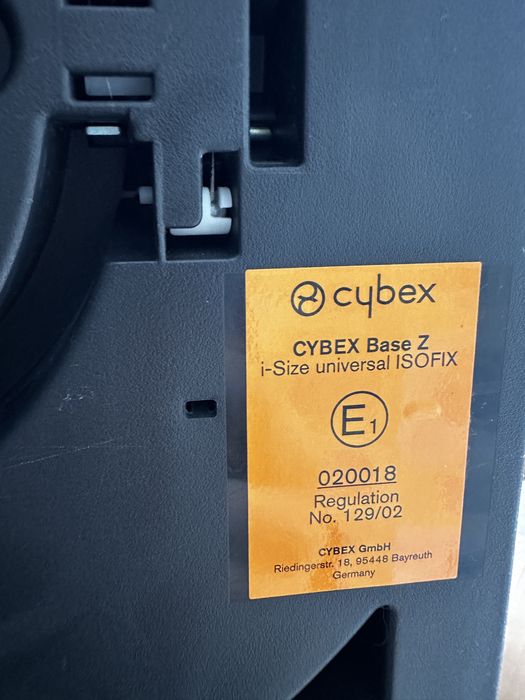 cybex
CYBEX Base Z
i-Size universal ISOFIX
E1
020018
Regulation
No. 129/02
CYBEX GmbH
Riedingerstr. 18, 95448 Bayreuth
Germany